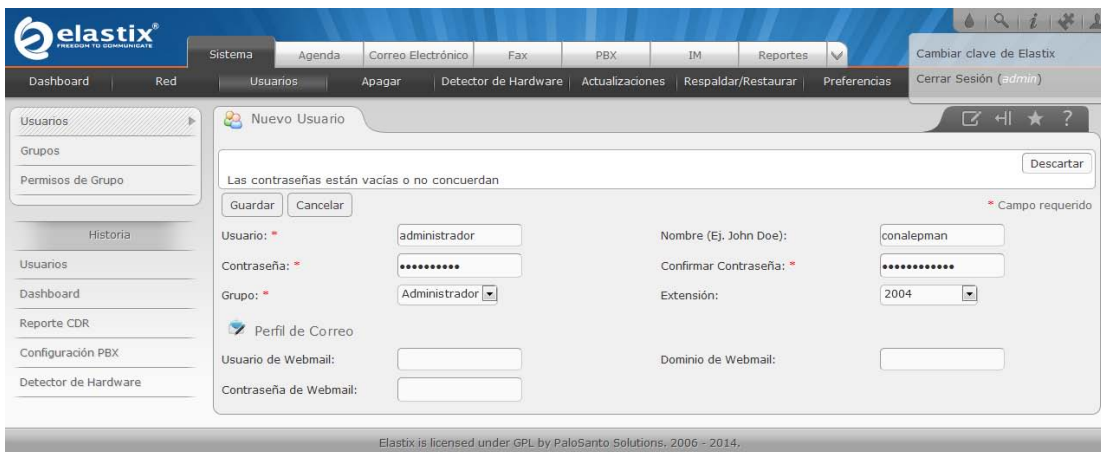 elastix®
FREEDOM TO COMMUNICATE
Sistema Agenda Correo Electrónico Fax PBX IM Reportes
Cambiar clave de Elastix
Cerrar Sesión (admin)
Dashboard Red Usuarios Apagar Detector de Hardware Actualizaciones Respaldar/Restaurar Preferencias
Usuarios
Grupos
Permisos de Grupo
Historia
Usuarios
Dashboard
Reporte CDR
Configuración PBX
Detector de Hardware
Nuevo Usuario
?
Descartar
Las contraseñas están vacías o no concuerdan
Guardar Cancelar * Campo requerido
Usuario: * administrador Nombre (Ej. John Doe): conalepman
Contraseña: * •••••••••• Confirmar Contraseña: * ••••••••••••
Grupo: * Administrador Extensión: 2004
Perfil de Correo
Usuario de Webmail: Dominio de Webmail:
Contraseña de Webmail:
Elastix is licensed under GPL by PaloSanto Solutions. 2006 - 2014.